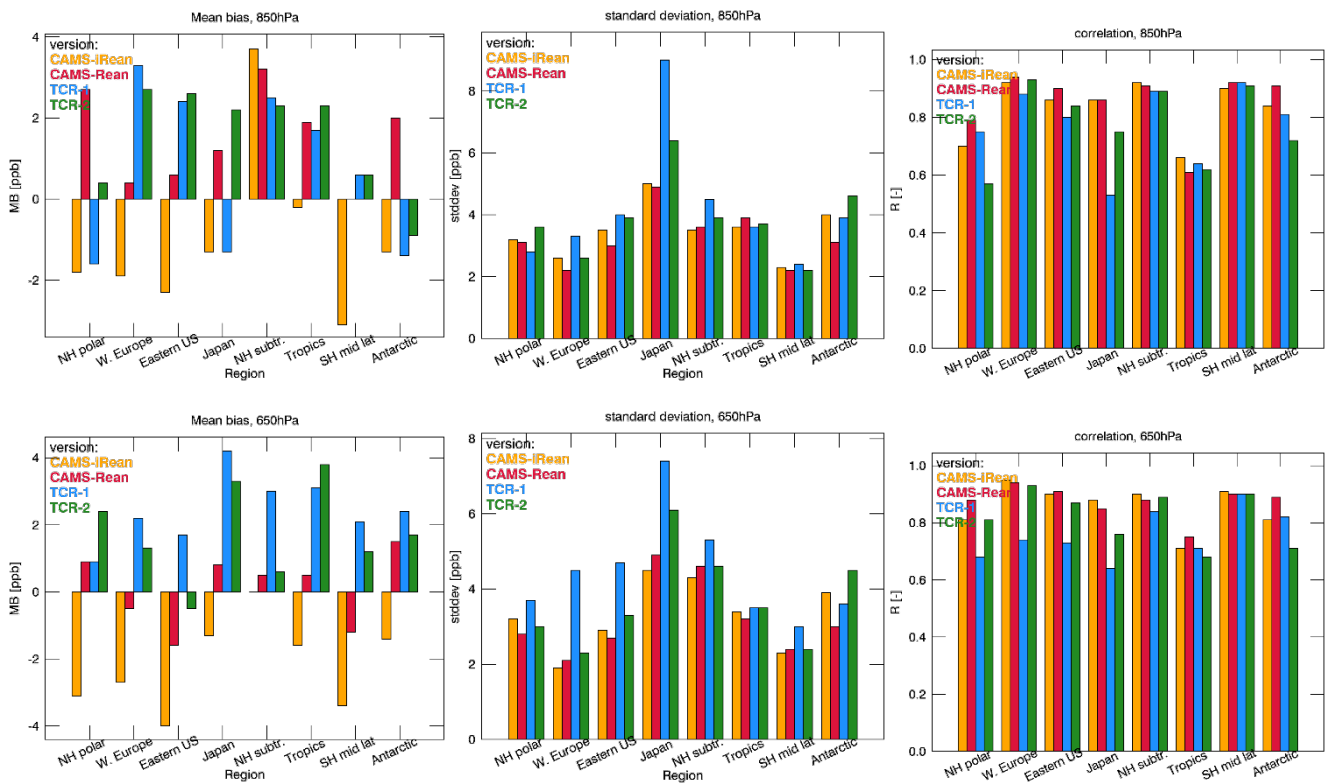 Mean bias, 850hPa
version:
CAMS-iRean
CAMS-Rean
TCR-1
TCR-2
4
2
0
-2
MB [ppb]
NH polar
W. Europe
Eastern US
Japan
NH subtr.
Tropics
SH mid lat
Antarctic
Region
standard deviation, 850hPa
version:
CAMS-iRean
CAMS-Rean
TCR-1
TCR-2
8
6
4
2
0
stddev [ppb]
NH polar
W. Europe
Eastern US
Japan
NH subtr.
Tropics
SH mid lat
Antarctic
Region
correlation, 850hPa
version:
CAMS-iRean
CAMS-Rean
TCR-1
TCR-2
1.0
0.8
0.6
0.4
0.2
0.0
R [-]
NH polar
W. Europe
Eastern US
Japan
NH subtr.
Tropics
SH mid lat
Antarctic
Mean bias, 650hPa
version:
CAMS-iRean
CAMS-Rean
TCR-1
TCR-2
4
2
0
-2
-4
MB [ppb]
NH polar
W. Europe
Eastern US
Japan
NH subtr.
Tropics
SH mid lat
Antarctic
Region
standard deviation, 650hPa
version:
CAMS-iRean
CAMS-Rean
TCR-1
TCR-2
8
6
4
2
0
stddev [ppb]
NH polar
W. Europe
Eastern US
Japan
NH subtr.
Tropics
SH mid lat
Antarctic
Region
correlation, 650hPa
version:
CAMS-iRean
CAMS-Rean
TCR-1
TCR-2
1.0
0.8
0.6
0.4
0.2
0.0
R [-]
NH polar
W. Europe
Eastern US
Japan
NH subtr.
Tropics
SH mid lat
Antarctic